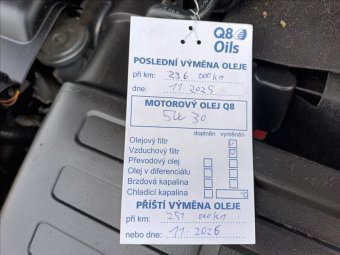 Q8
Oils
POSLEDNÍ VÝMĚNA OLEJE
při km: 236 000 km
dne: 11. 2025
MOTOROVÝ OLEJ Q8
5W 30
doplněn vyměněn
Olejový filtr
Vzduchový filtr
Převodový olej
Olej v diferenciálu
Brzdová kapalina
Chladicí kapalina °C
PŘÍŠTÍ VÝMĚNA OLEJE
při km: 251 000 km
nebo dne: 11. 2026